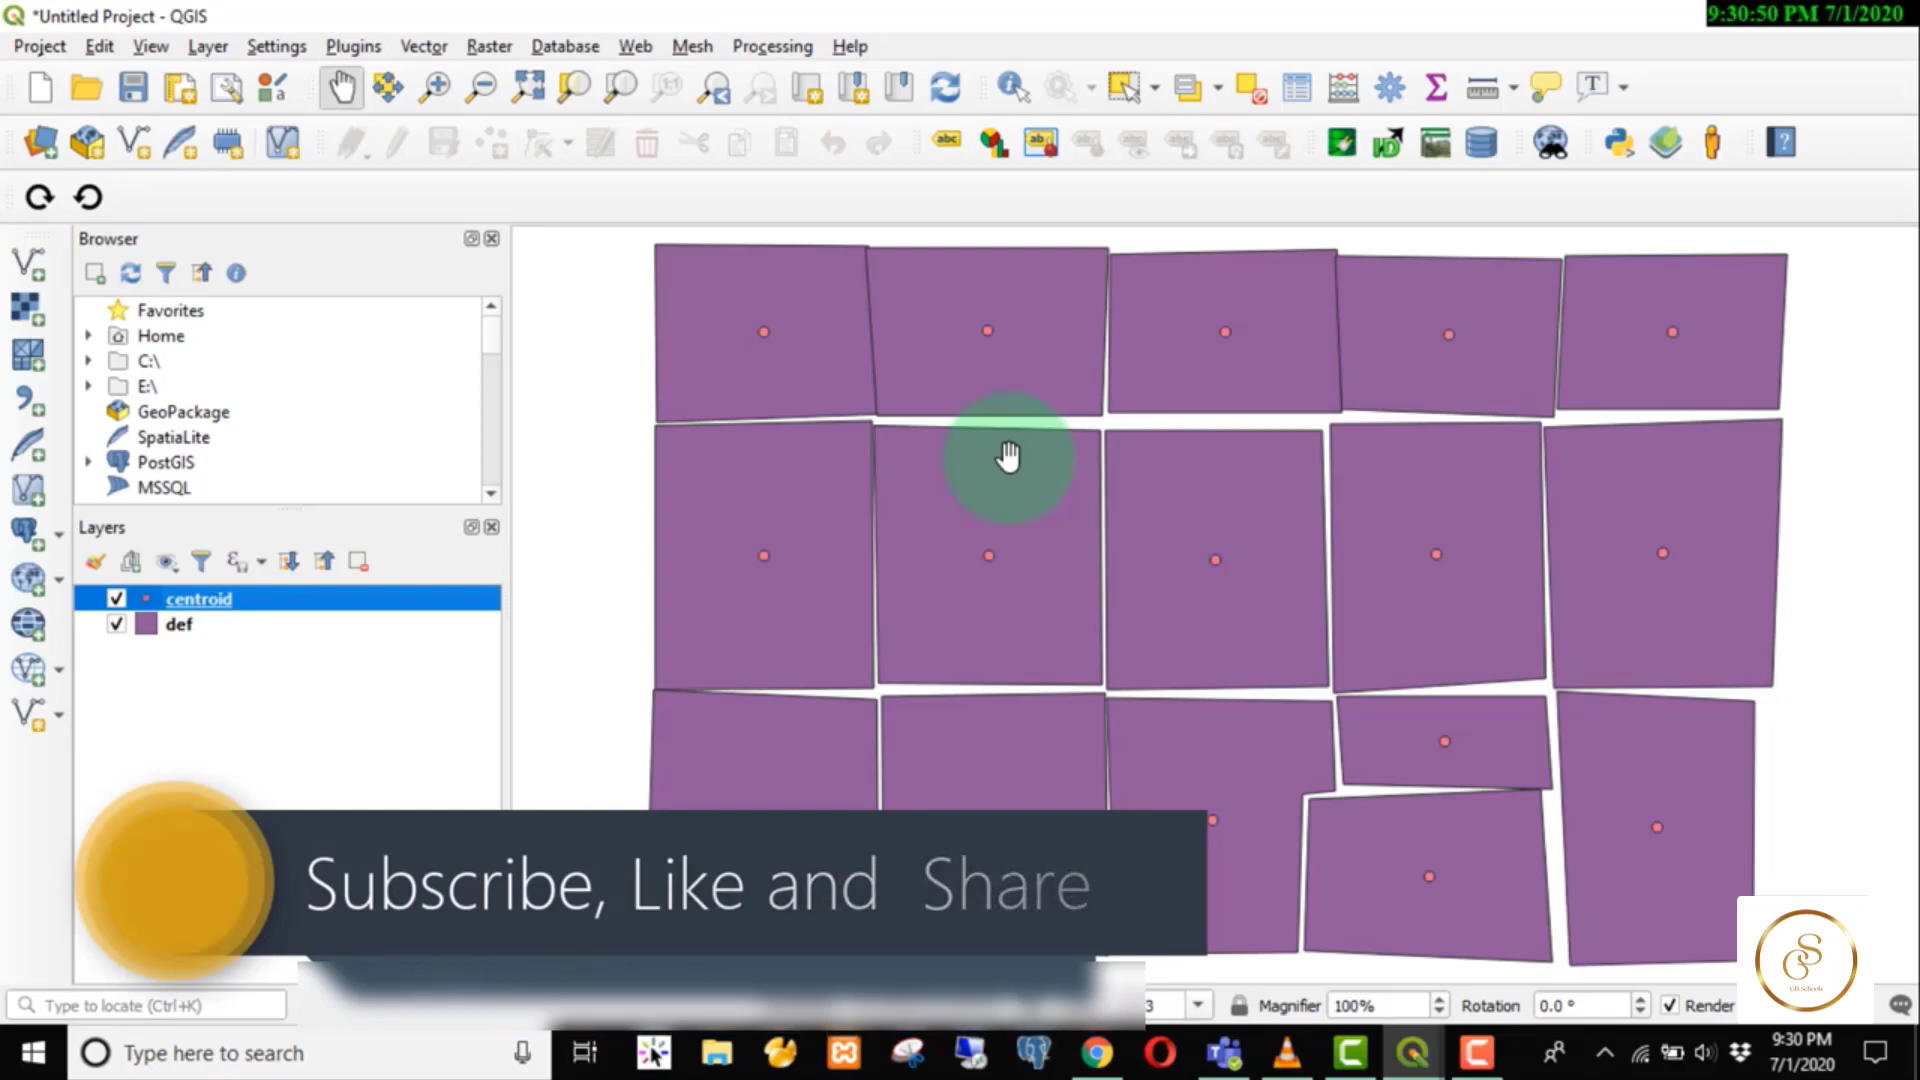 *Untitled Project - QGIS
9:30:50 PM 7/1/2020
Project Edit View Layer Settings Plugins Vector Raster Database Web Mesh Processing Help
Browser
Favorites
Home
C:\
E:\
GeoPackage
SpatiaLite
PostGIS
MSSQL
Layers
centroid
def
Subscribe, Like and Share
GIS Schools
Type to locate (Ctrl+K)
3
Magnifier 100%
Rotation 0.0 °
Render
Type here to search
9:30 PM
7/1/2020